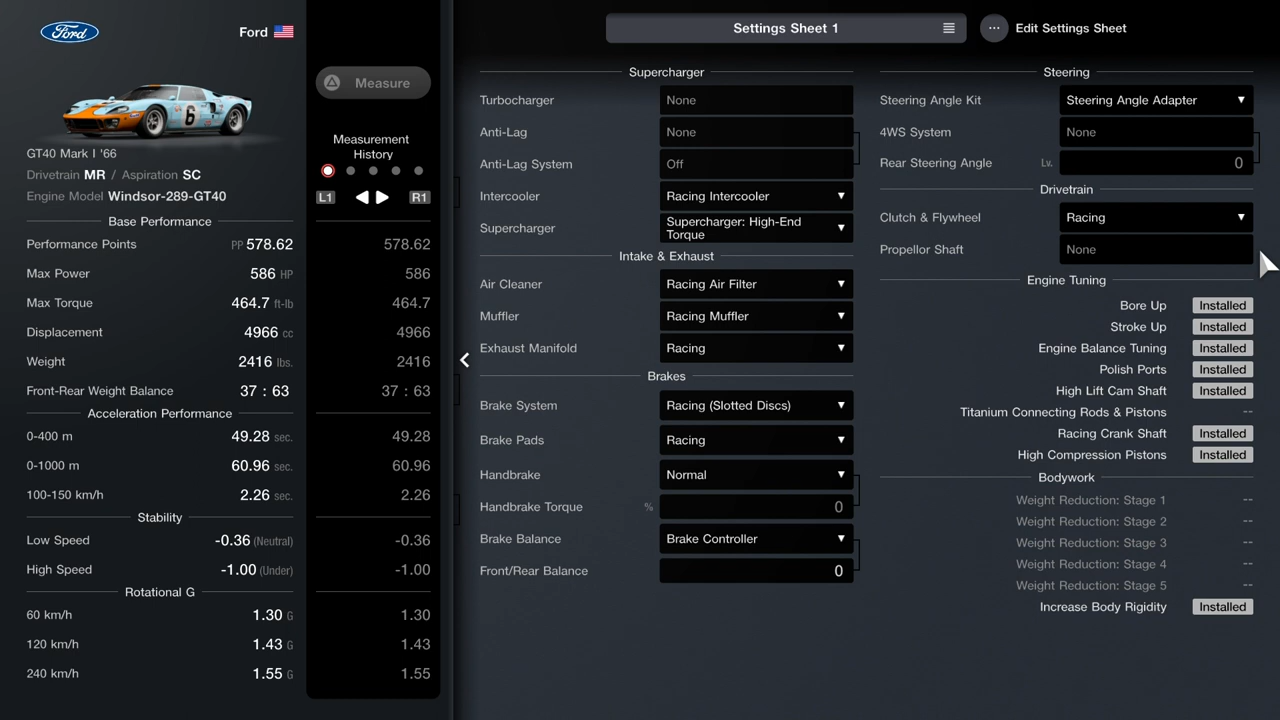 Ford
Ford
GT40 Mark I '66
Drivetrain MR / Aspiration SC
Engine Model Windsor-289-GT40
Base Performance
Performance Points PP 578.62
Max Power 586 HP
Max Torque 464.7 ft-lb
Displacement 4966 cc
Weight 2416 lbs.
Front-Rear Weight Balance 37 : 63
Acceleration Performance
0-400 m 49.28 sec.
0-1000 m 60.96 sec.
100-150 km/h 2.26 sec.
Stability
Low Speed -0.36 (Neutral)
High Speed -1.00 (Under)
Rotational G
60 km/h 1.30 G
120 km/h 1.43 G
240 km/h 1.55 G
6
Measure
Measurement
History
L1 R1
578.62
586
464.7
4966
2416
37 : 63
49.28
60.96
2.26
-0.36
-1.00
1.30
1.43
1.55
Settings Sheet 1
Edit Settings Sheet
Supercharger
Turbocharger None
Anti-Lag None
Anti-Lag System Off
Intercooler Racing Intercooler
Supercharger Supercharger: High-End
Torque
Intake & Exhaust
Air Cleaner Racing Air Filter
Muffler Racing Muffler
Exhaust Manifold Racing
Brakes
Brake System Racing (Slotted Discs)
Brake Pads Racing
Handbrake Normal
Handbrake Torque % 0
Brake Balance Brake Controller
Front/Rear Balance 0
Steering
Steering Angle Kit Steering Angle Adapter
4WS System None
Rear Steering Angle Lv. 0
Drivetrain
Clutch & Flywheel Racing
Propellor Shaft None
Engine Tuning
Bore Up Installed
Stroke Up Installed
Engine Balance Tuning Installed
Polish Ports Installed
High Lift Cam Shaft Installed
Titanium Connecting Rods & Pistons --
Racing Crank Shaft Installed
High Compression Pistons Installed
Bodywork
Weight Reduction: Stage 1 --
Weight Reduction: Stage 2 --
Weight Reduction: Stage 3 --
Weight Reduction: Stage 4 --
Weight Reduction: Stage 5 --
Increase Body Rigidity Installed